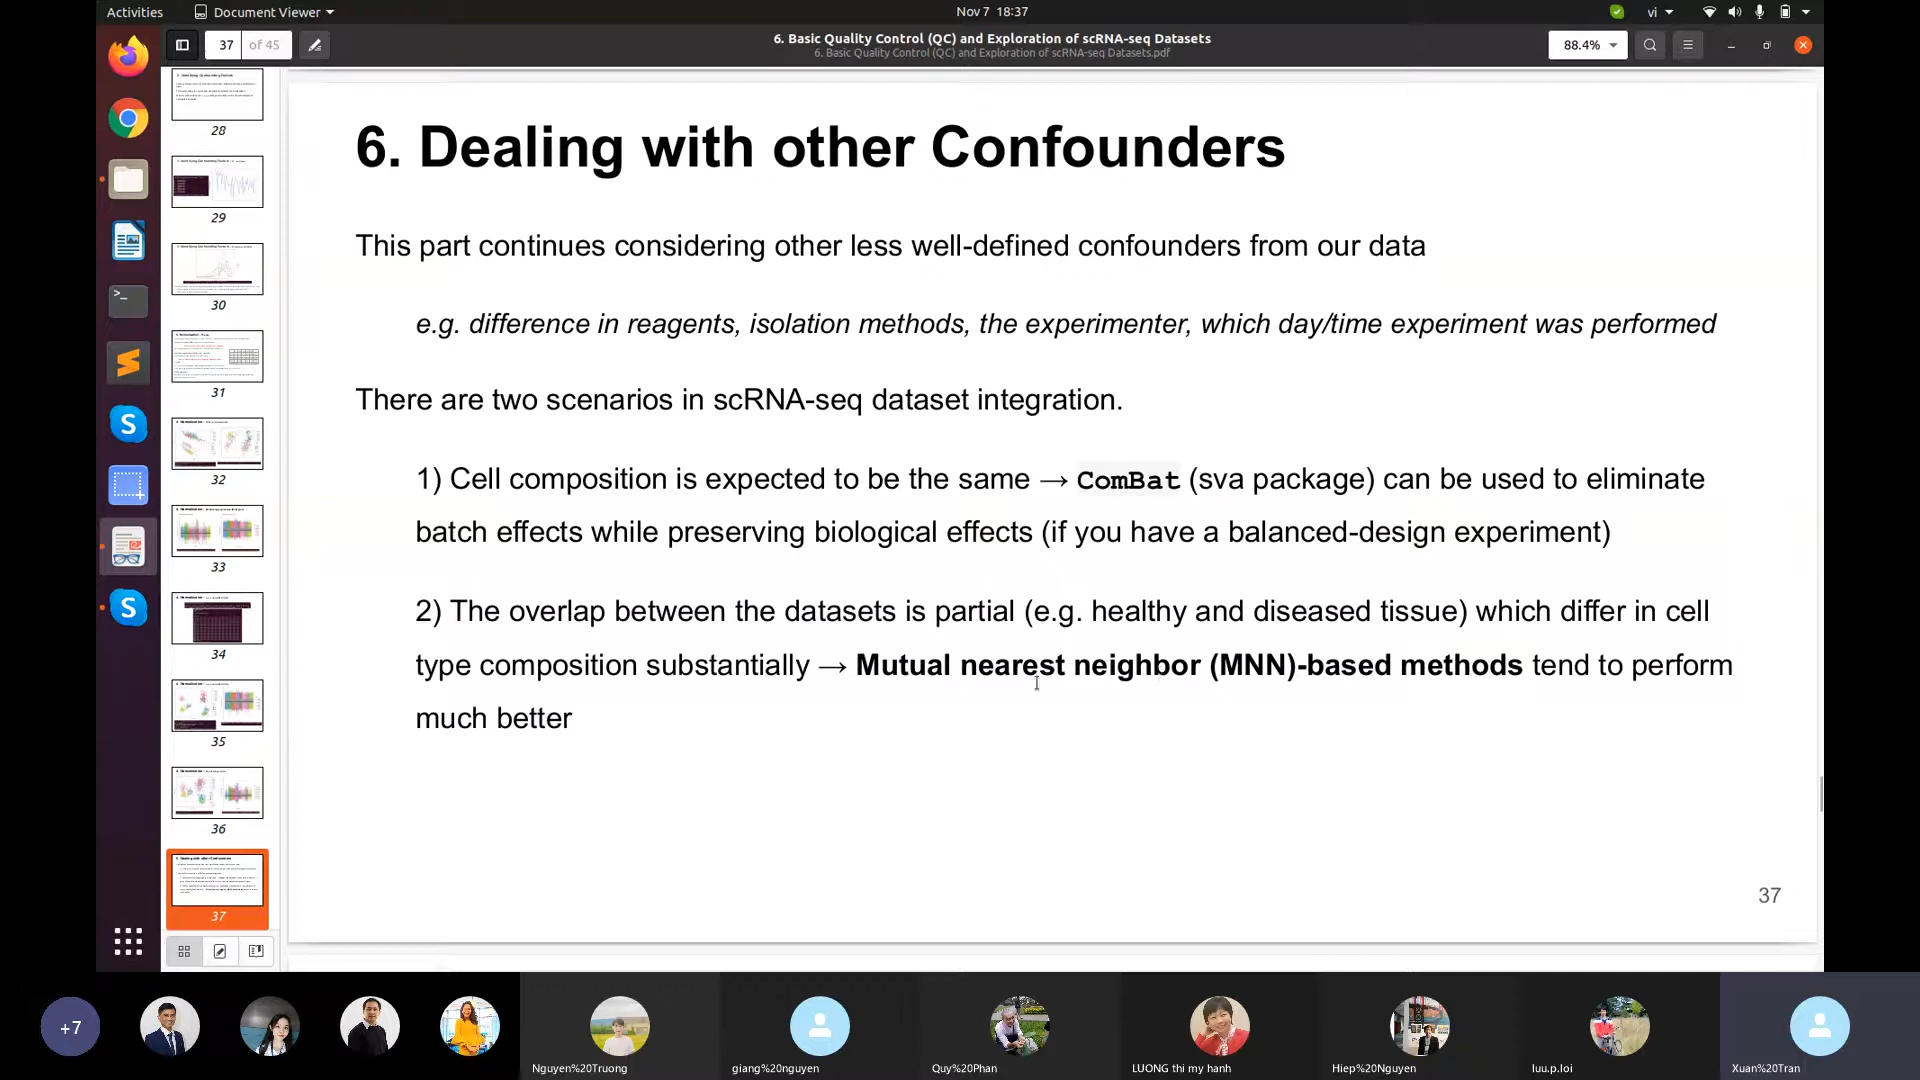 Activities
Document Viewer
Nov 7 18:37
vi
37
of 45
6. Basic Quality Control (QC) and Exploration of scRNA-seq Datasets
6. Basic Quality Control (QC) and Exploration of scRNA-seq Datasets.pdf
88.4%
28
29
30
31
32
33
34
35
36
37
6. Dealing with other Confounders
This part continues considering other less well-defined confounders from our data
e.g. difference in reagents, isolation methods, the experimenter, which day/time experiment was performed
There are two scenarios in scRNA-seq dataset integration.
1) Cell composition is expected to be the same → ComBat (sva package) can be used to eliminate
batch effects while preserving biological effects (if you have a balanced-design experiment)
2) The overlap between the datasets is partial (e.g. healthy and diseased tissue) which differ in cell
type composition substantially → Mutual nearest neighbor (MNN)-based methods tend to perform
much better
37
+7
Nguyen%20Truong
giang%20nguyen
Quy%20Phan
LUONG thi my hanh
Hiep%20Nguyen
luu.p.loi
Xuan%20Tran